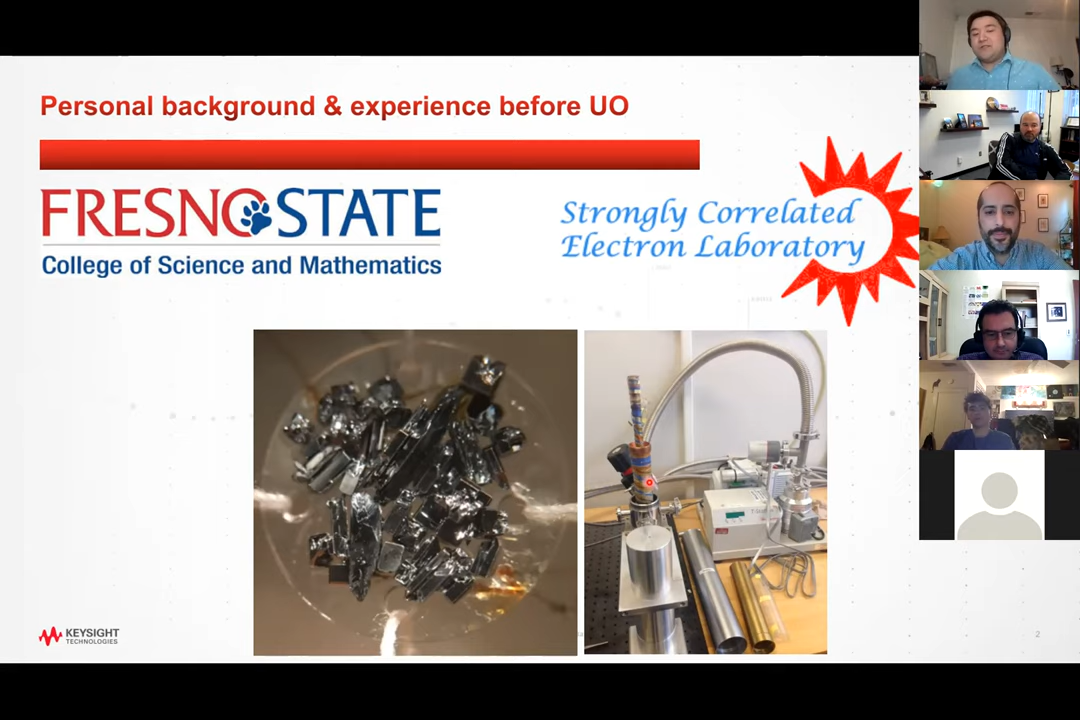 Personal background & experience before UO
FRESNO STATE
College of Science and Mathematics
Strongly Correlated
Electron Laboratory
KEYSIGHT
TECHNOLOGIES
2